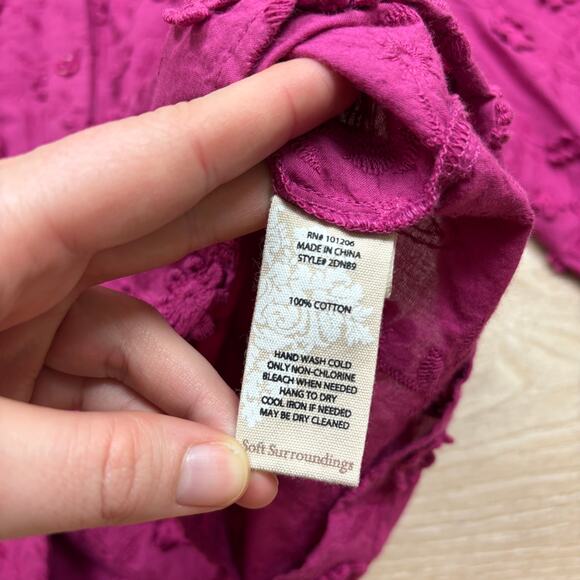 RN# 101206
MADE IN CHINA
STYLE# 2DN89
100% COTTON
HAND WASH COLD
ONLY NON-CHLORINE
BLEACH WHEN NEEDED
HANG TO DRY
COOL IRON IF NEEDED
MAY BE DRY CLEANED
Soft Surroundings